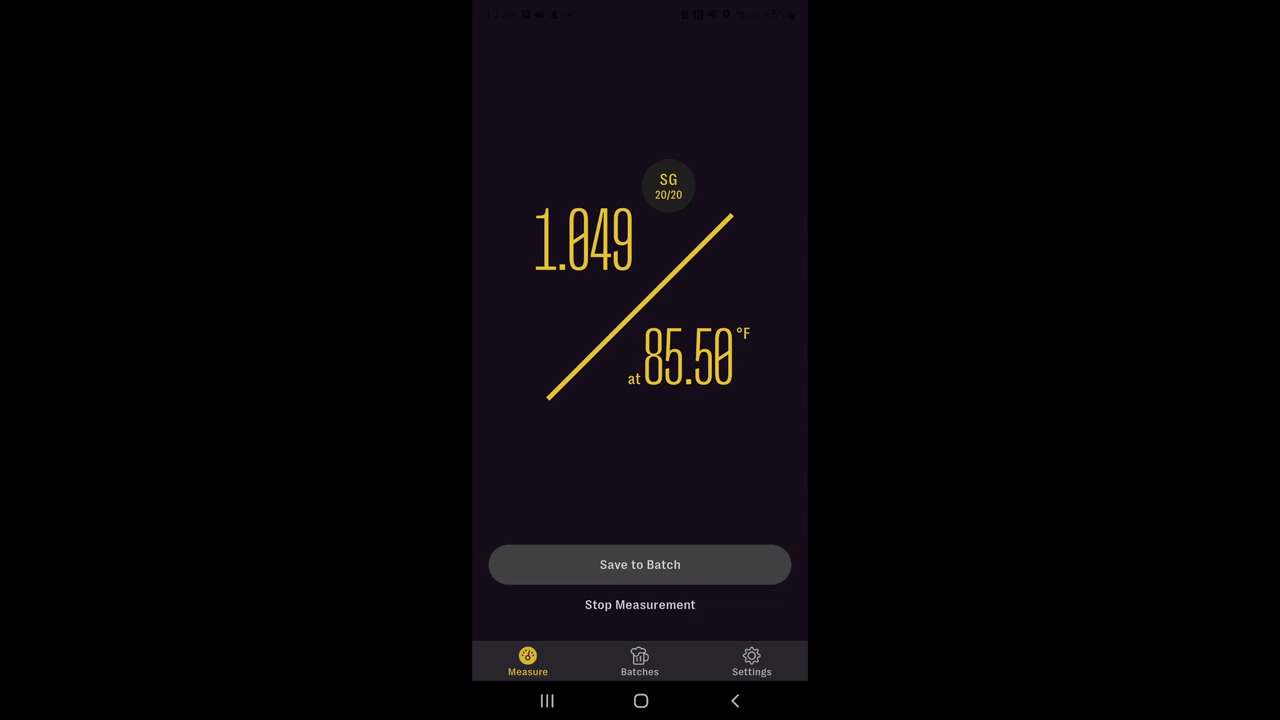 SG
20/20
1.049
at 85.50 °F
Save to Batch
Stop Measurement
Measure
Batches
Settings